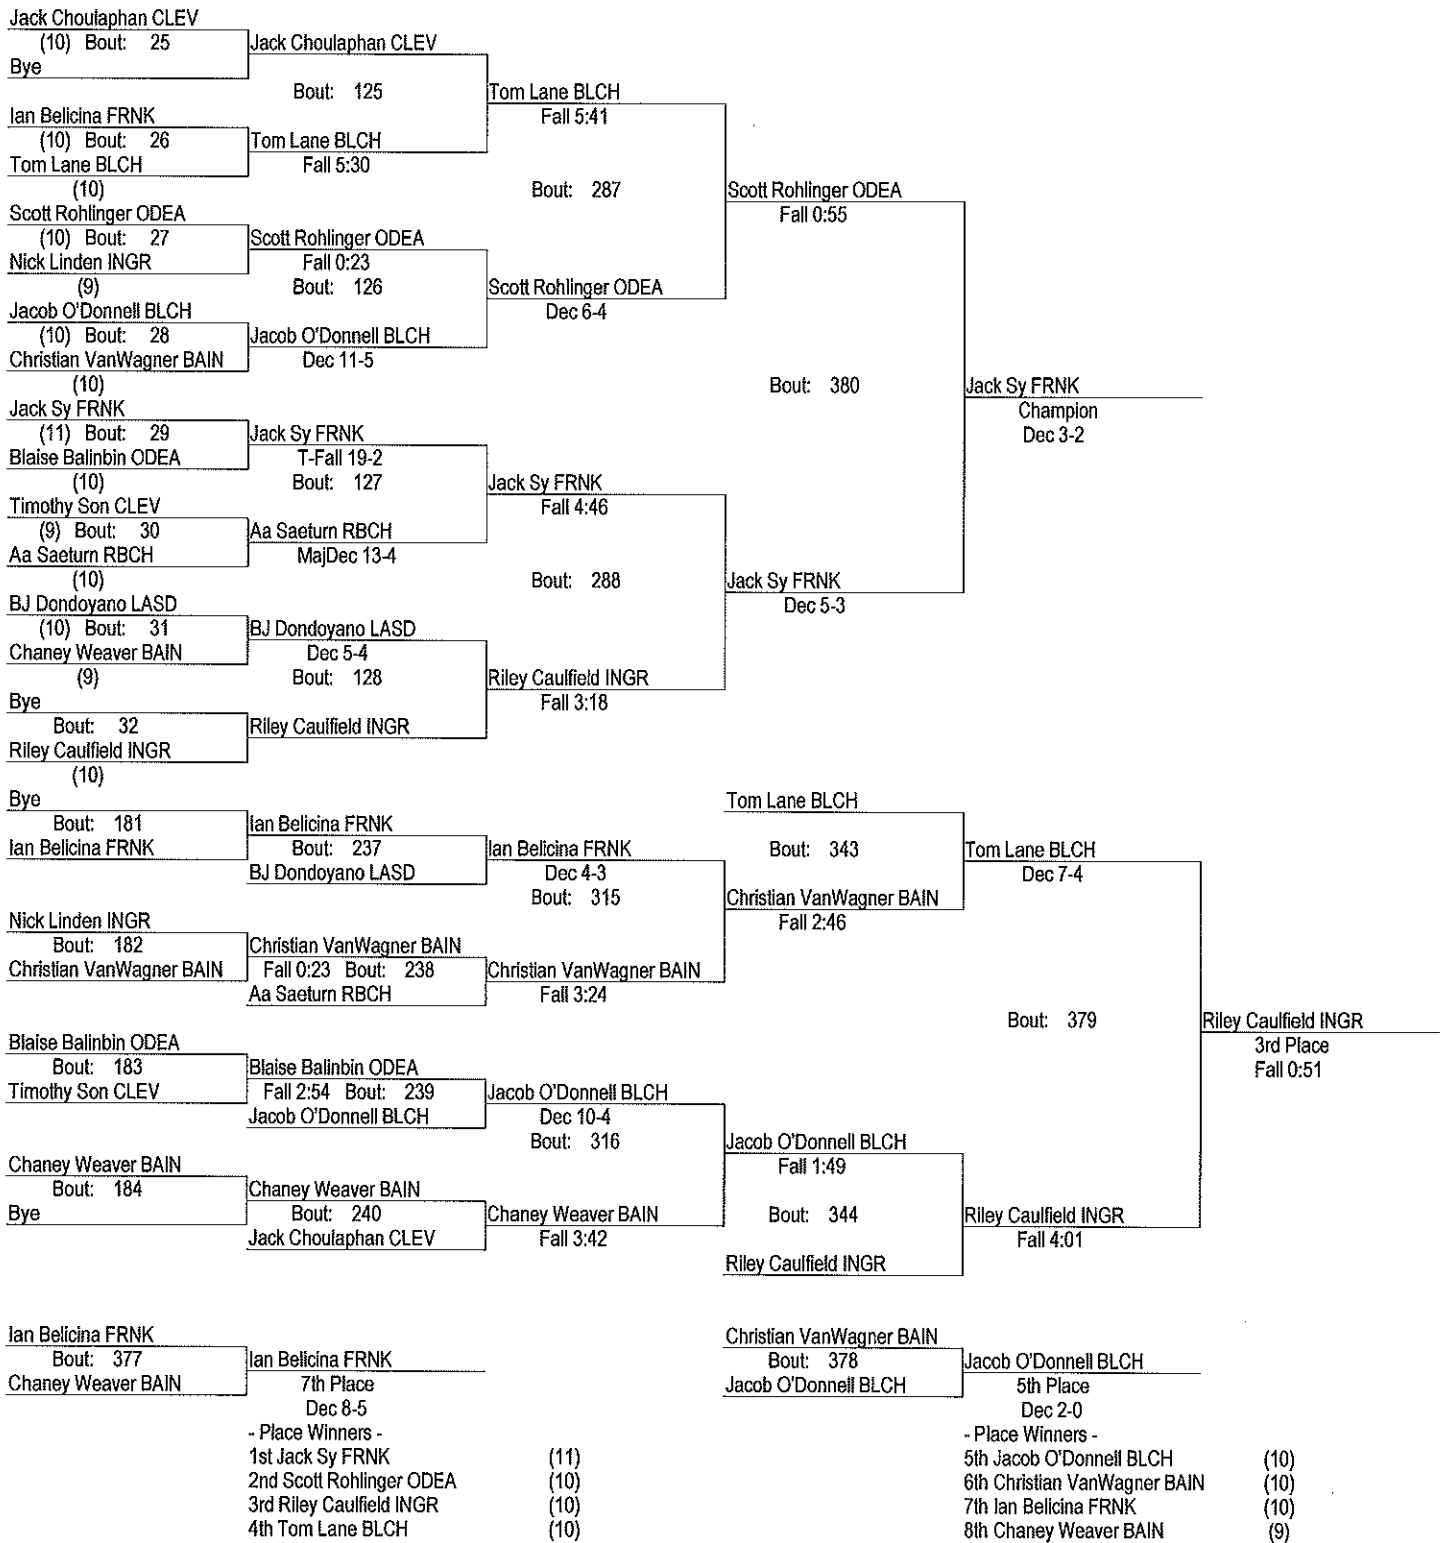 Jack Choulaphan CLEV
(10) Bout: 25
Jack Choulaphan CLEV
Bye
Bout: 125
Tom Lane BLCH
Fall 5:41
Ian Belicina FRNK
(10) Bout: 26
Tom Lane BLCH
Tom Lane BLCH
Fall 5:30
(10)
Bout: 287
Scott Rohlinger ODEA
Fall 0:55
Scott Rohlinger ODEA
(10) Bout: 27
Scott Rohlinger ODEA
Nick Linden INGR
Fall 0:23
(9)
Bout: 126
Scott Rohlinger ODEA
Dec 6-4
Jacob O'Donnell BLCH
(10) Bout: 28
Jacob O'Donnell BLCH
Christian VanWagner BAIN
Dec 11-5
(10)
Bout: 380
Jack Sy FRNK
Champion
Dec 3-2
Jack Sy FRNK
(11) Bout: 29
Jack Sy FRNK
Blaise Balinbin ODEA
T-Fall 19-2
(10)
Bout: 127
Jack Sy FRNK
Fall 4:46
Timothy Son CLEV
(9) Bout: 30
Aa Saeturn RBCH
Aa Saeturn RBCH
MajDec 13-4
(10)
Bout: 288
Jack Sy FRNK
Dec 5-3
BJ Dondoyano LASD
(10) Bout: 31
BJ Dondoyano LASD
Chaney Weaver BAIN
Dec 5-4
(9)
Bout: 128
Riley Caulfield INGR
Fall 3:18
Bye
Bout: 32
Riley Caulfield INGR
Riley Caulfield INGR
(10)
Bye
Bout: 181
Ian Belicina FRNK
Ian Belicina FRNK
Bout: 237
BJ Dondoyano LASD
Ian Belicina FRNK
Dec 4-3
Bout: 315
Tom Lane BLCH
Bout: 343
Tom Lane BLCH
Dec 7-4
Christian VanWagner BAIN
Fall 2:46
Nick Linden INGR
Bout: 182
Christian VanWagner BAIN
Christian VanWagner BAIN
Fall 0:23 Bout: 238
Aa Saeturn RBCH
Christian VanWagner BAIN
Fall 3:24
Bout: 379
Riley Caulfield INGR
3rd Place
Fall 0:51
Blaise Balinbin ODEA
Bout: 183
Timothy Son CLEV
Blaise Balinbin ODEA
Fall 2:54 Bout: 239
Jacob O'Donnell BLCH
Jacob O'Donnell BLCH
Dec 10-4
Bout: 316
Jacob O'Donnell BLCH
Fall 1:49
Chaney Weaver BAIN
Bout: 184
Bye
Chaney Weaver BAIN
Bout: 240
Jack Choulaphan CLEV
Chaney Weaver BAIN
Fall 3:42
Bout: 344
Riley Caulfield INGR
Riley Caulfield INGR
Fall 4:01
Ian Belicina FRNK
Bout: 377
Chaney Weaver BAIN
Ian Belicina FRNK
7th Place
Dec 8-5
Christian VanWagner BAIN
Bout: 378
Jacob O'Donnell BLCH
Jacob O'Donnell BLCH
5th Place
Dec 2-0
- Place Winners -
1st Jack Sy FRNK (11)
2nd Scott Rohlinger ODEA (10)
3rd Riley Caulfield INGR (10)
4th Tom Lane BLCH (10)
- Place Winners -
5th Jacob O'Donnell BLCH (10)
6th Christian VanWagner BAIN (10)
7th Ian Belicina FRNK (10)
8th Chaney Weaver BAIN (9)